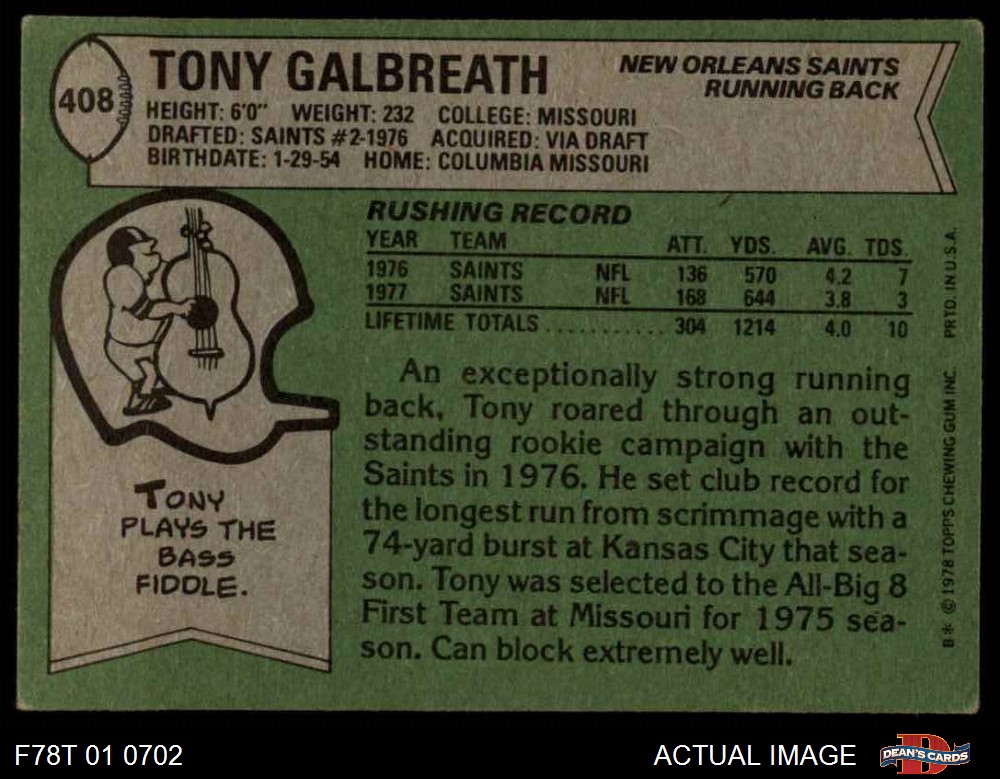 408
TONY GALBREATH
NEW ORLEANS SAINTS
RUNNING BACK
HEIGHT: 6'0" WEIGHT: 232 COLLEGE: MISSOURI
DRAFTED: SAINTS #2-1976 ACQUIRED: VIA DRAFT
BIRTHDATE: 1-29-54 HOME: COLUMBIA MISSOURI
RUSHING RECORD
YEAR TEAM ATT. YDS. AVG. TDS.
1976 SAINTS NFL 136 570 4.2 7
1977 SAINTS NFL 168 644 3.8 3
LIFETIME TOTALS........... 304 1214 4.0 10
An exceptionally strong running
back, Tony roared through an out-
standing rookie campaign with the
Saints in 1976. He set club record for
the longest run from scrimmage with a
74-yard burst at Kansas City that sea-
son. Tony was selected to the All-Big 8
First Team at Missouri for 1975 sea-
son. Can block extremely well.
TONY
PLAYS THE
BASS
FIDDLE.
B* © 1978 TOPPS CHEWING GUM INC. PRTD. IN U.S.A.
F78T 01 0702
ACTUAL IMAGE
DEAN'S CARDS